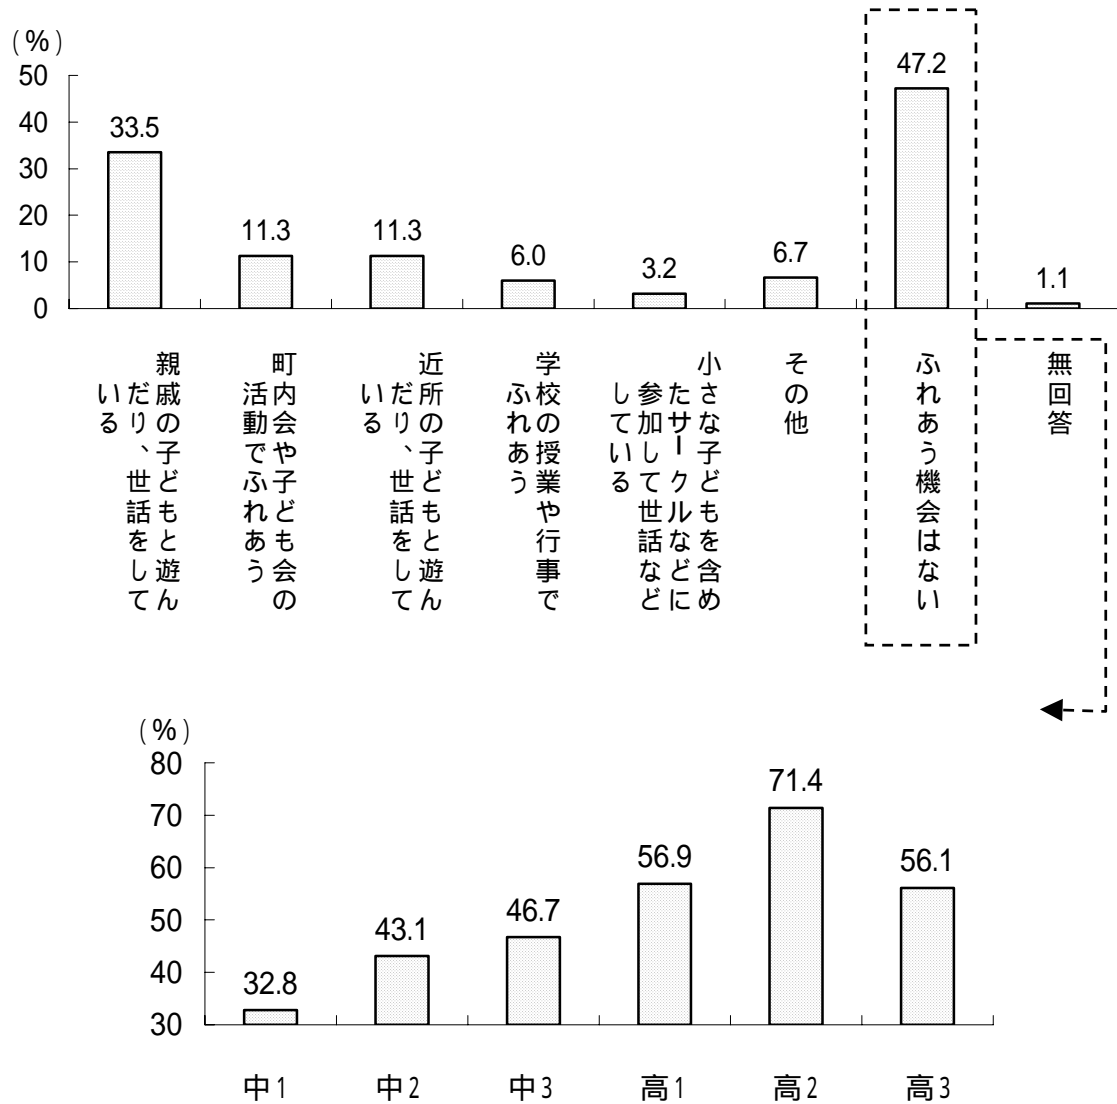 (%)
50
40
30
20
10
0
33.5
11.3
11.3
6.0
3.2
6.7
47.2
1.1
親戚の子どもと遊ん
だり、世話をして
いる
町内会や子ども会の
活動でふれあう
近所の子どもと遊ん
だり、世話をして
いる
学校の授業や行事で
ふれあう
小さな子どもを含め
たサークルなどに
参加して世話など
している
その他
ふれあう機会はない
無回答
(%)
80
70
60
50
40
30
32.8
43.1
46.7
56.9
71.4
56.1
中1
中2
中3
高1
高2
高3